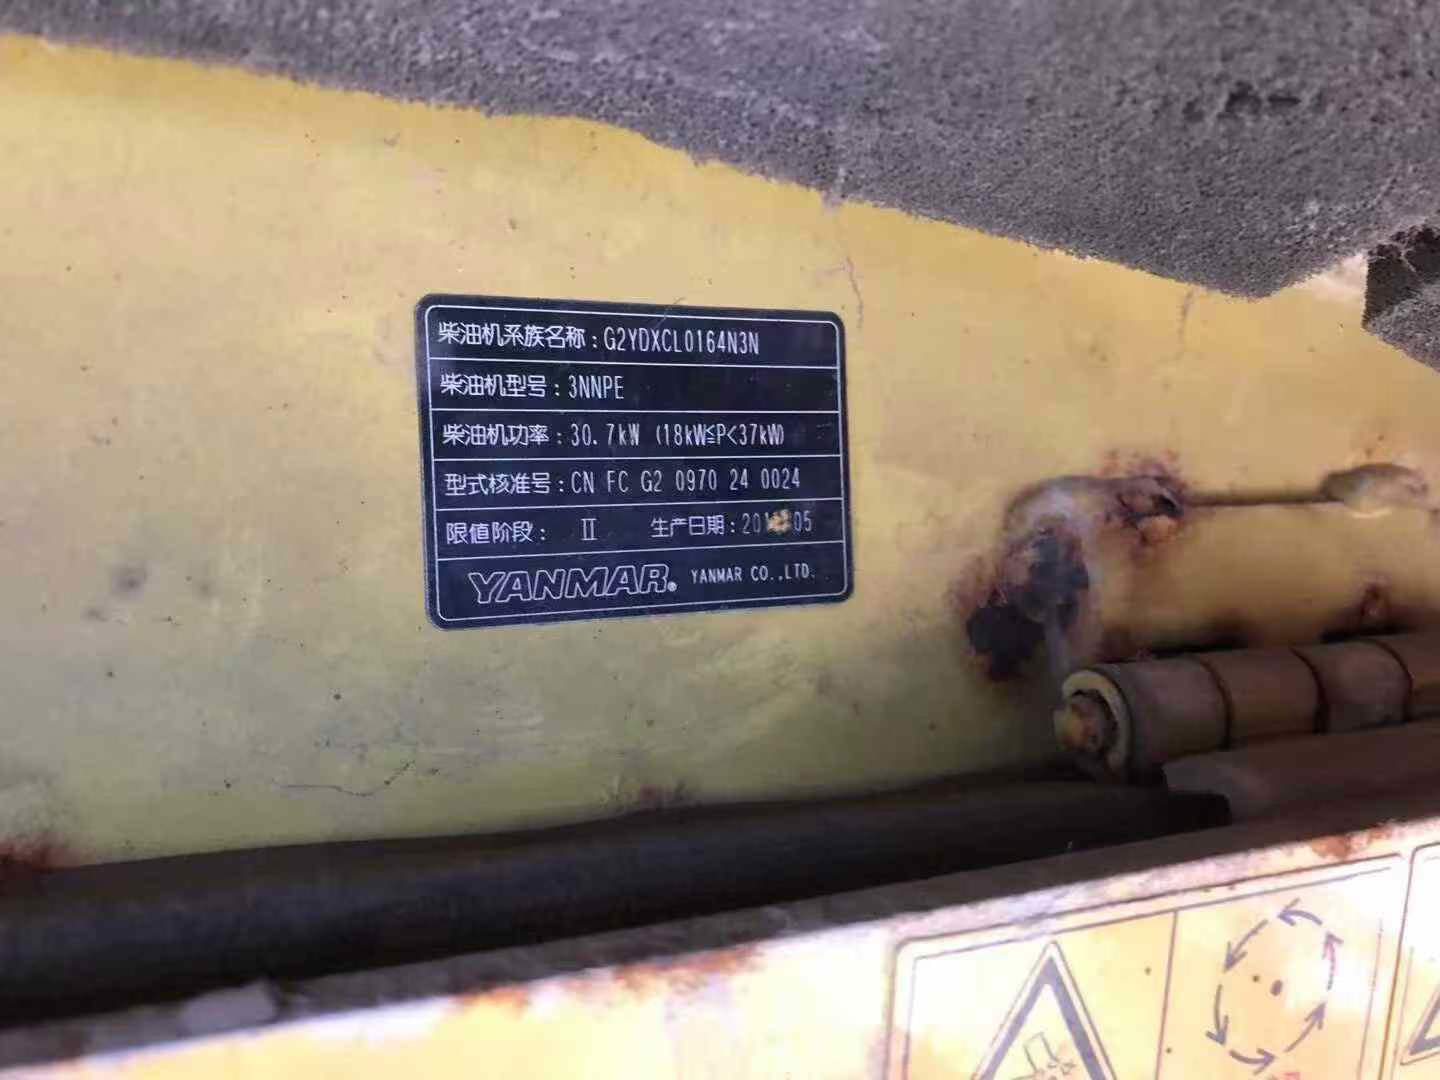 柴油机系族名称:G2YDXCL0164N3N
柴油机型号:3NNPE
柴油机功率:30.7kW (18kW≦P<37kW)
型式核准号:CN FC G2 0970 24 0024
限值阶段: Ⅱ 生产日期:
YANMAR® YANMAR CO.,LTD.